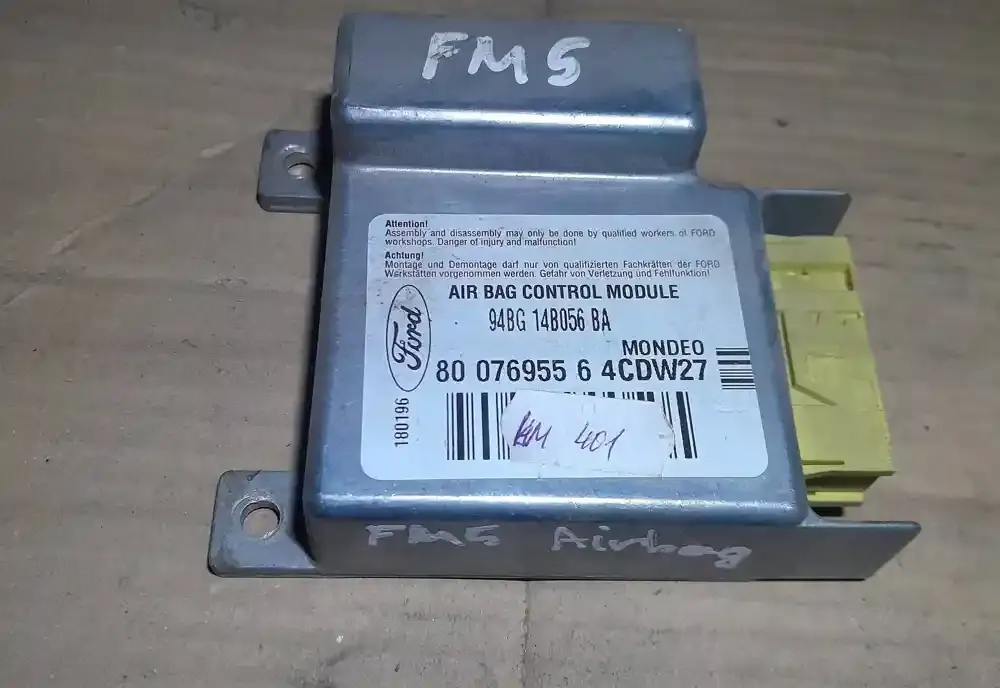 FM5
Attention!
Assembly and disassembly may only be done by qualified workers of FORD
workshops. Danger of injury and malfunction!
Achtung!
Montage und Demontage darf nur von qualifizierten Fachkräften der FORD
Werkstätten vorgenommen werden. Gefahr von Verletzung und Fehlfunktion!
AIR BAG CONTROL MODULE
94BG 14B056 BA
Ford
MONDEO
80 076955 6 4CDW27
180196
401
FM5 Airbag